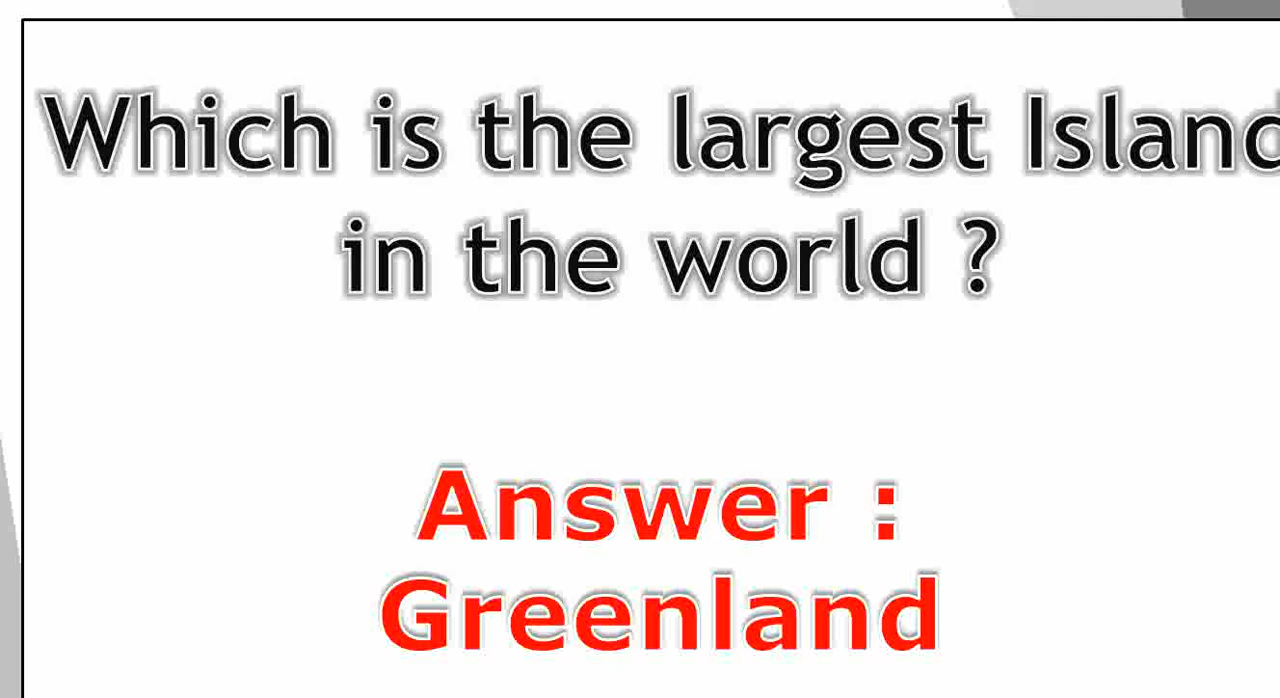 Which is the largest Island
in the world ?
Answer :
Greenland